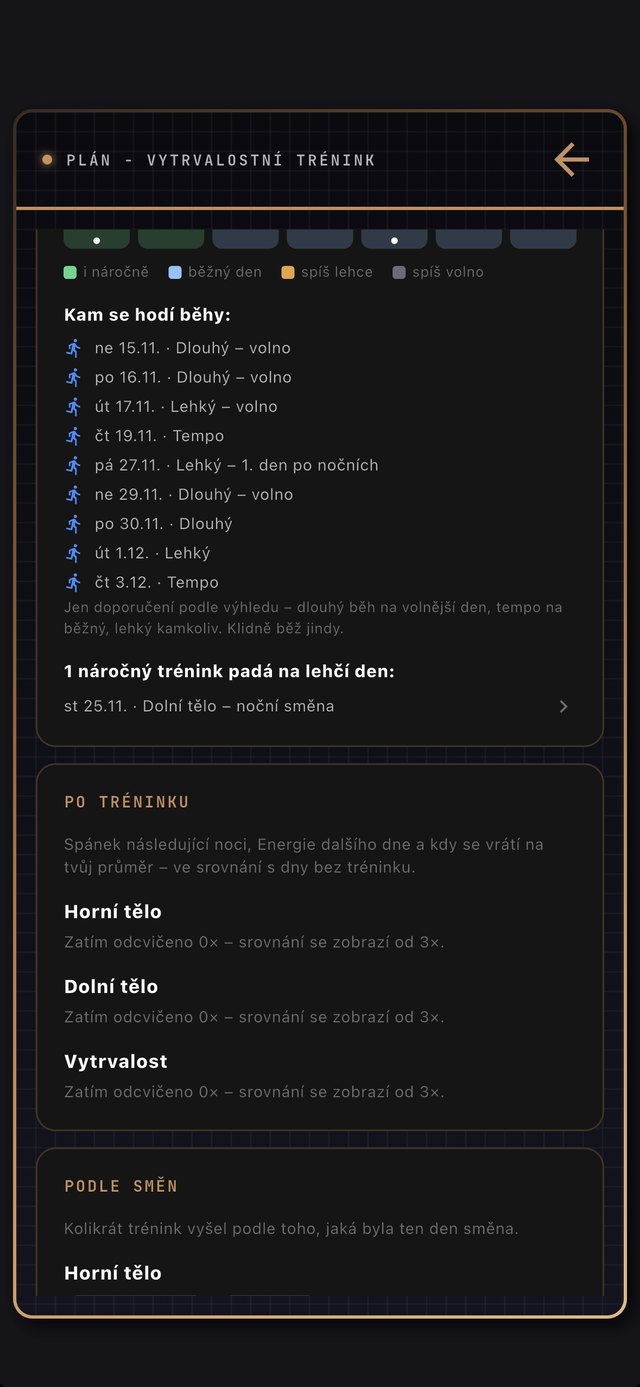 PLÁN - VYTRVALOSTNÍ TRÉNINK
i náročně běžný den spíš lehce spíš volno
Kam se hodí běhy:
ne 15.11. · Dlouhý – volno
po 16.11. · Dlouhý – volno
út 17.11. · Lehký – volno
čt 19.11. · Tempo
pá 27.11. · Lehký – 1. den po nočních
ne 29.11. · Dlouhý – volno
po 30.11. · Dlouhý
út 1.12. · Lehký
čt 3.12. · Tempo
Jen doporučení podle výhledu – dlouhý běh na volnější den, tempo na
běžný, lehký kamkoliv. Klidně běž jindy.
1 náročný trénink padá na lehčí den:
st 25.11. · Dolní tělo – noční směna
PO TRÉNINKU
Spánek následující noci, Energie dalšího dne a kdy se vrátí na
tvůj průměr – ve srovnání s dny bez tréninku.
Horní tělo
Zatím odcvičeno 0× – srovnání se zobrazí od 3×.
Dolní tělo
Zatím odcvičeno 0× – srovnání se zobrazí od 3×.
Vytrvalost
Zatím odcvičeno 0× – srovnání se zobrazí od 3×.
PODLE SMĚN
Kolikrát trénink vyšel podle toho, jaká byla ten den směna.
Horní tělo